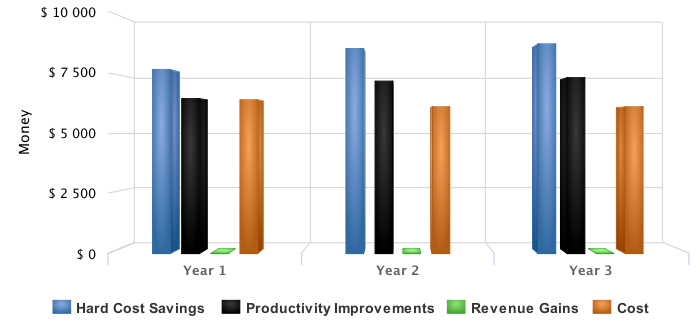 $ 10 000
$ 7 500
$ 5 000
$ 2 500
$ 0
Money
Year 1 Year 2 Year 3
Hard Cost Savings Productivity Improvements Revenue Gains Cost